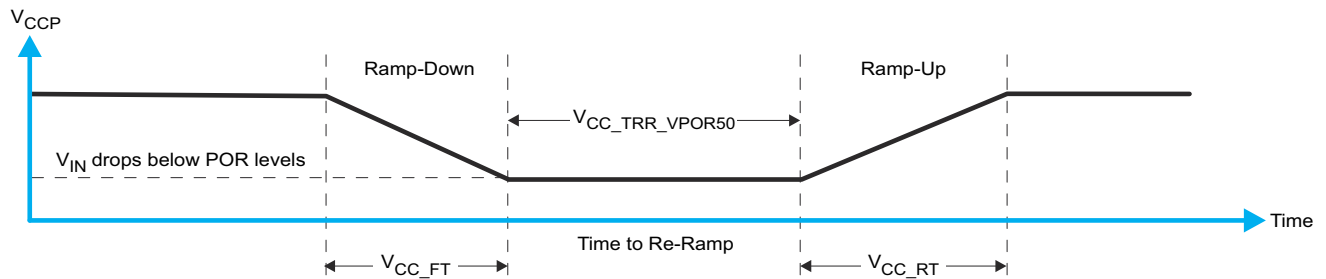 VCCP
Ramp-Down
Ramp-Up
VCC_TRR_VPOR50
VIN drops below POR levels
Time
Time to Re-Ramp
VCC_FT
VCC_RT